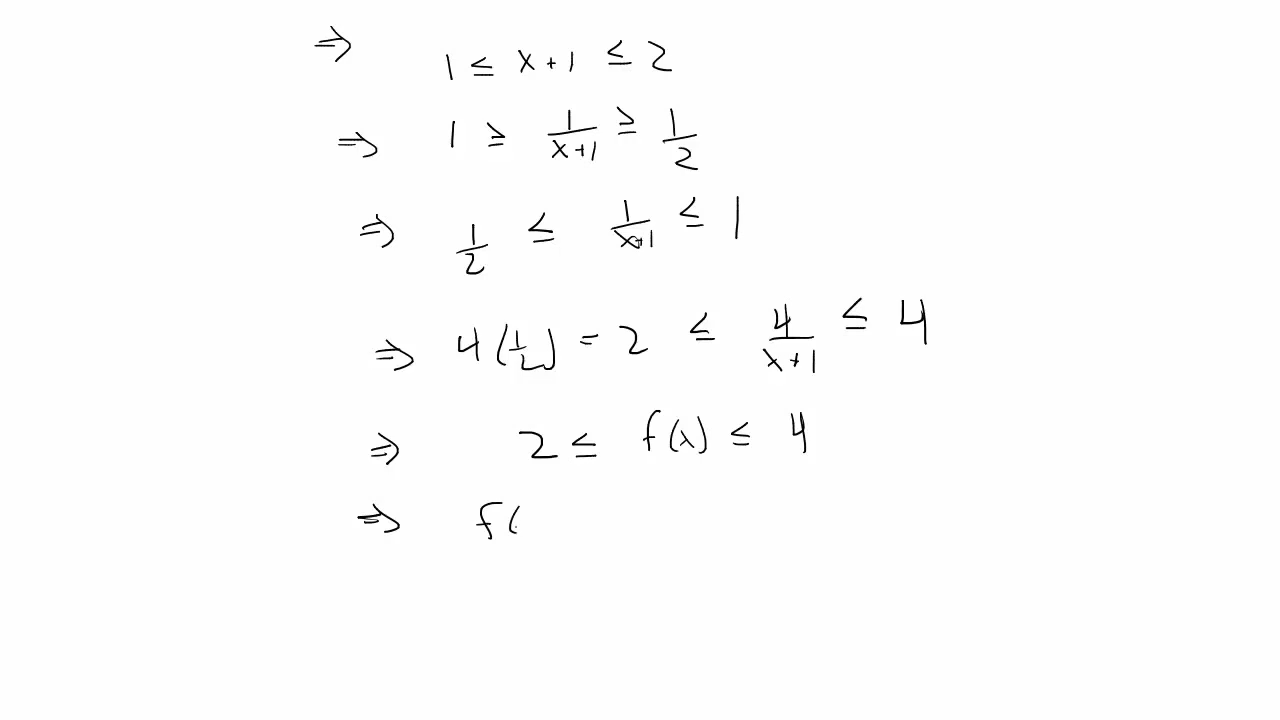 ⇒ 1 ≤ x+1 ≤ 2
⇒ 1 ≥ 1/(x+1) ≥ 1/2
⇒ 1/2 ≤ 1/(x+1) ≤ 1
⇒ 4(1/2) = 2 ≤ 4/(x+1) ≤ 4
⇒ 2 ≤ f(x) ≤ 4
⇒ f(